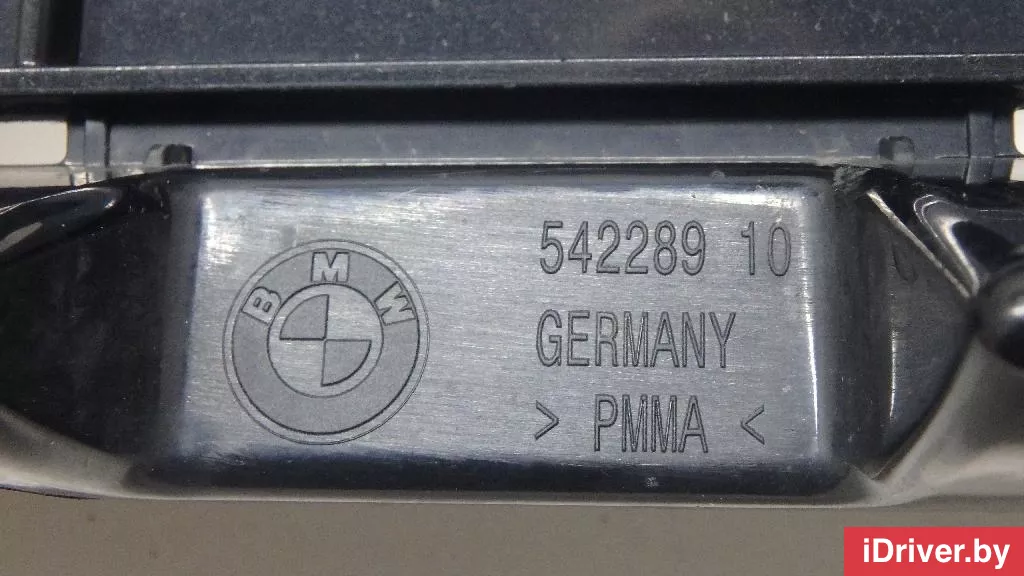 BMW
542289 10
GERMANY
> PMMA <
iDriver.by